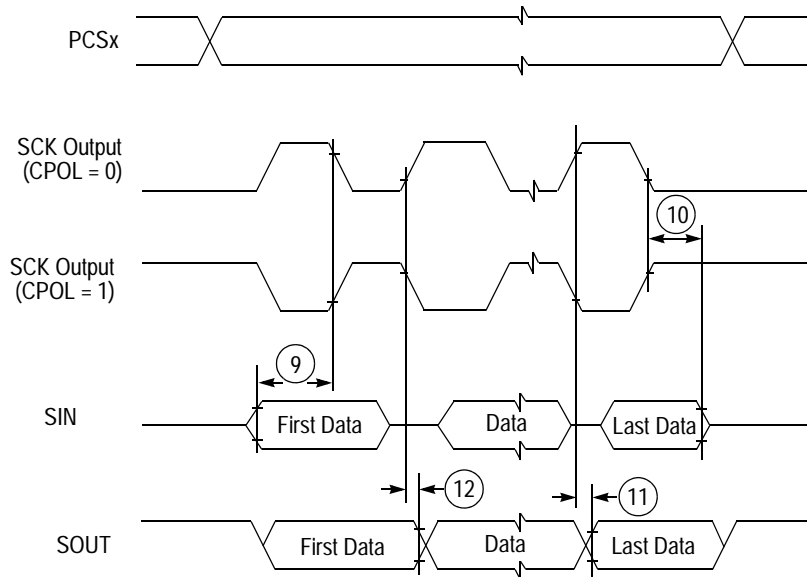 PCSx
SCK Output
(CPOL = 0)
10
SCK Output
(CPOL = 1)
9
SIN
First Data
Data
Last Data
12
11
SOUT
First Data
Data
Last Data